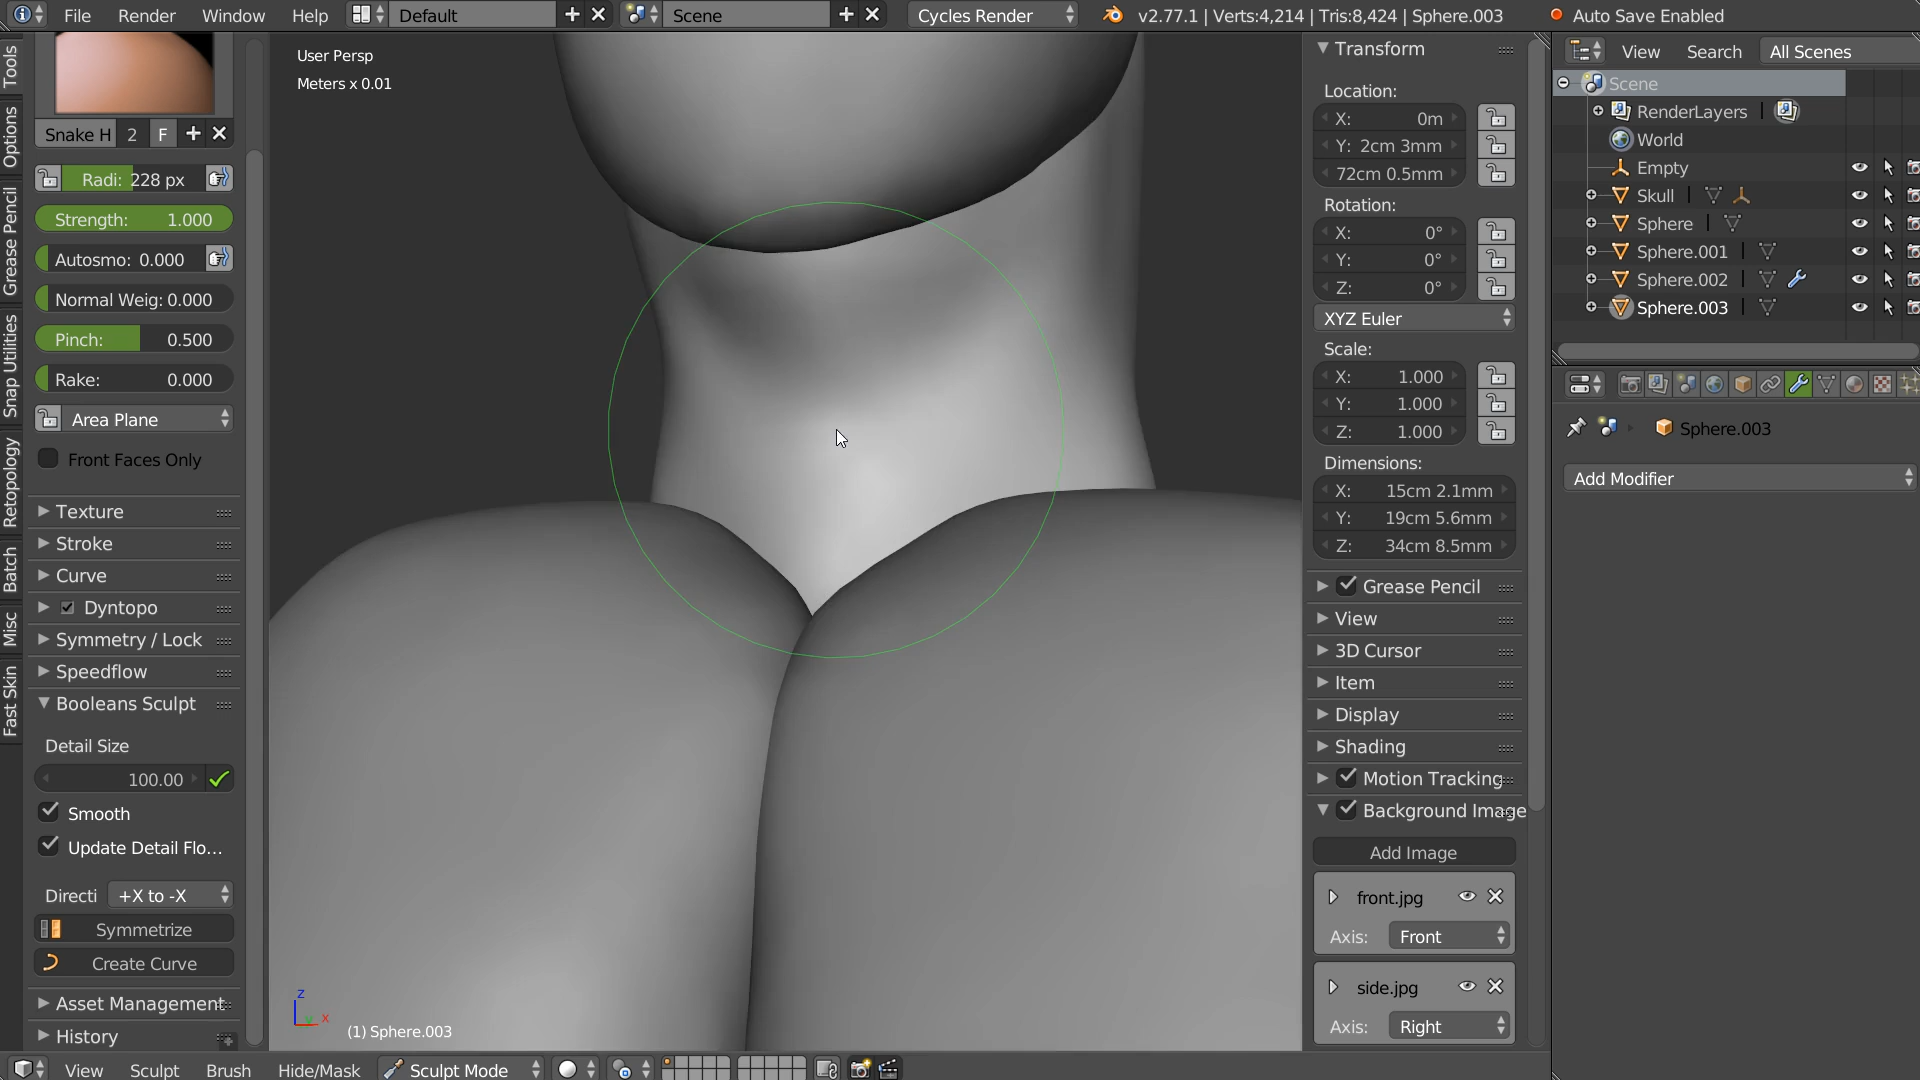 File Render Window Help Default Scene Cycles Render v2.77.1 | Verts:4,214 | Tris:8,424 | Sphere.003 Auto Save Enabled
Tools
Options
Grease Pencil
Snap Utilities
Retopology
Batch
Misc
Fast Skin
Snake H 2 F
Radi: 228 px
Strength: 1.000
Autosmo: 0.000
Normal Weig: 0.000
Pinch: 0.500
Rake: 0.000
Area Plane
Front Faces Only
Texture
Stroke
Curve
Dyntopo
Symmetry / Lock
Speedflow
Booleans Sculpt
Detail Size
100.00
Smooth
Update Detail Flo...
Directi +X to -X
Symmetrize
Create Curve
Asset Management
History
User Persp
Meters x 0.01
z
y x
(1) Sphere.003
View Sculpt Brush Hide/Mask Sculpt Mode
Transform
Location:
X: 0m
Y: 2cm 3mm
72cm 0.5mm
Rotation:
X: 0°
Y: 0°
Z: 0°
XYZ Euler
Scale:
X: 1.000
Y: 1.000
Z: 1.000
Dimensions:
X: 15cm 2.1mm
Y: 19cm 5.6mm
Z: 34cm 8.5mm
Grease Pencil
View
3D Cursor
Item
Display
Shading
Motion Tracking
Background Image
Add Image
front.jpg
Axis: Front
side.jpg
Axis: Right
View Search All Scenes
Scene
RenderLayers
World
Empty
Skull
Sphere
Sphere.001
Sphere.002
Sphere.003
Sphere.003
Add Modifier